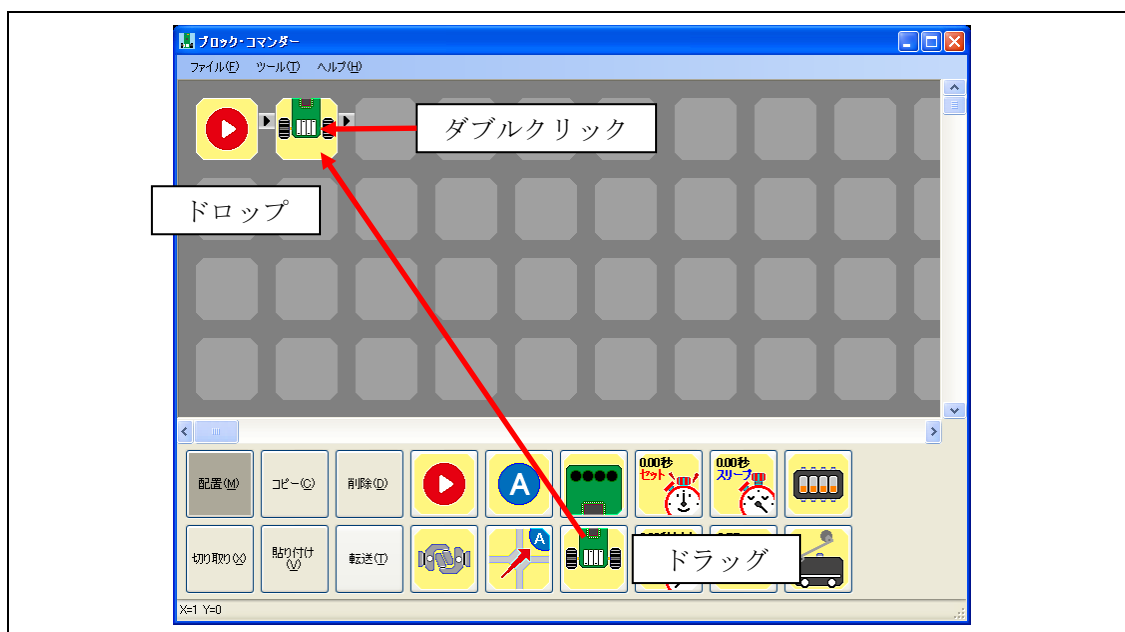 ブロック・コマンダー
ファイル(F) ツール(T) ヘルプ(H)
ダブルクリック
ドロップ
配置(M) コピー(C) 削除(D) A 0.00秒 セット 0.00秒 スリープ
切り取り(X) 貼り付け(V) 転送(T) A
ドラッグ
X=1 Y=0